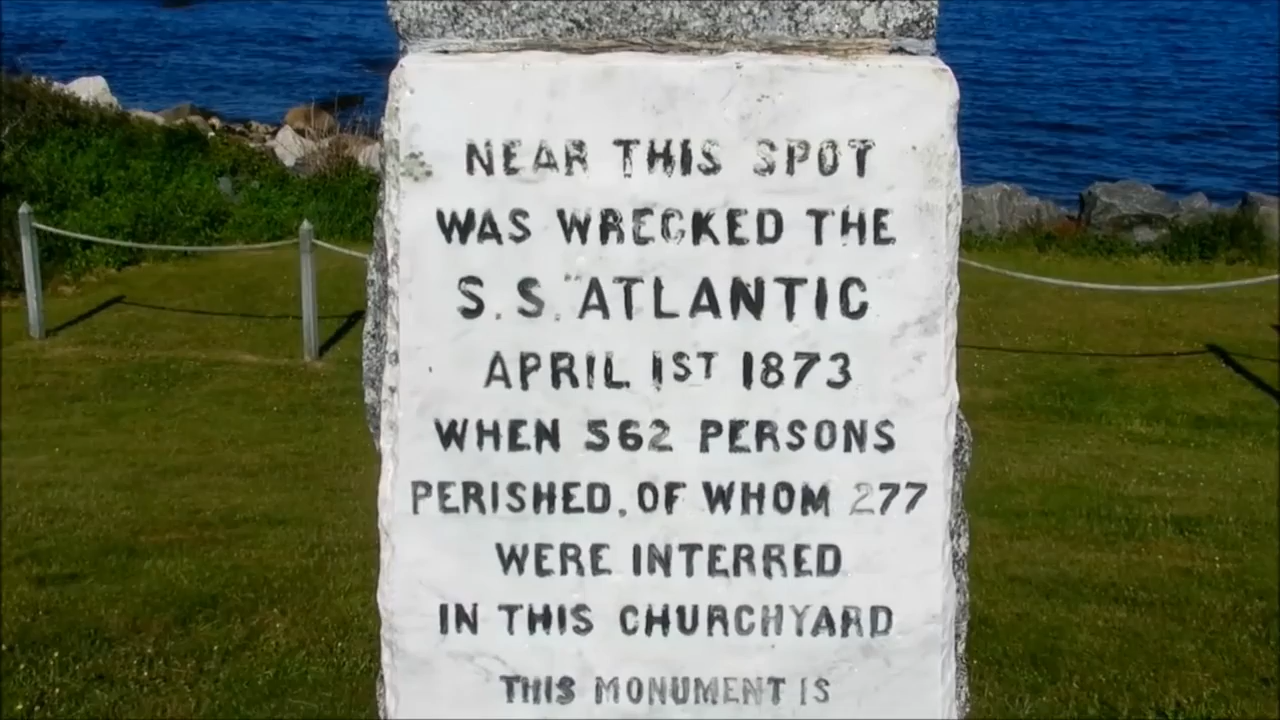 NEAR THIS SPOT
WAS WRECKED THE
S.S. "ATLANTIC
APRIL 1ST 1873
WHEN 562 PERSONS
PERISHED, OF WHOM 277
WERE INTERRED
IN THIS CHURCHYARD
THIS MONUMENT IS